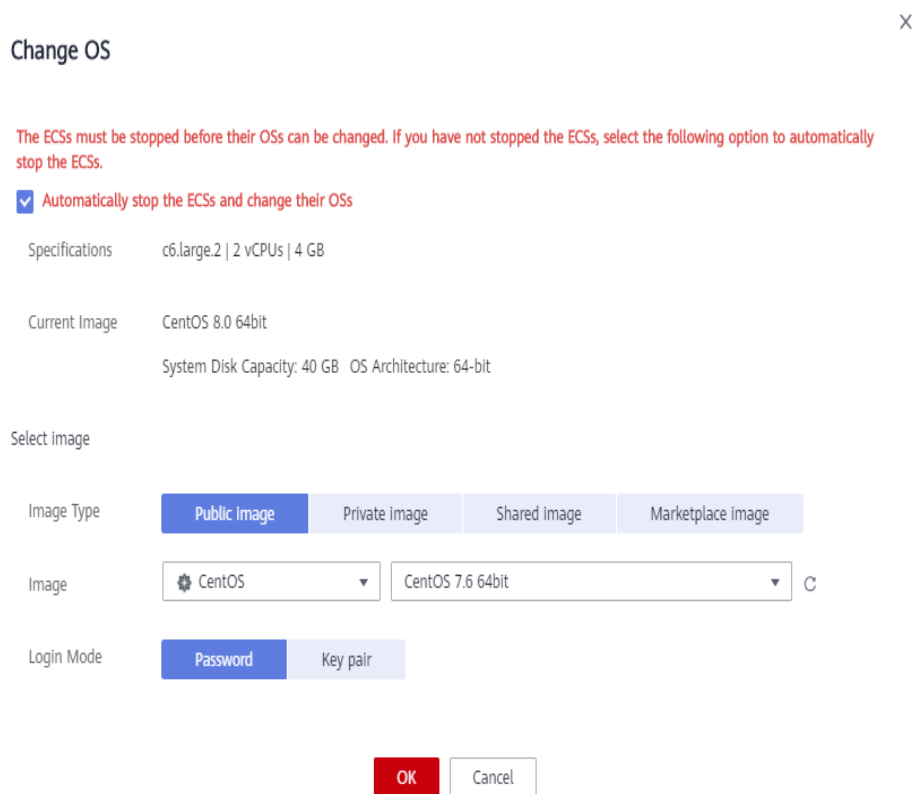 Change OS
The ECSs must be stopped before their OSs can be changed. If you have not stopped the ECSs, select the following option to automatically
stop the ECSs.
Automatically stop the ECSs and change their OSs
Specifications c6.large.2 | 2 vCPUs | 4 GB
Current Image CentOS 8.0 64bit
System Disk Capacity: 40 GB OS Architecture: 64-bit
Select image
Image Type Public image Private image Shared image Marketplace image
Image CentOS CentOS 7.6 64bit
Login Mode Password Key pair
OK Cancel